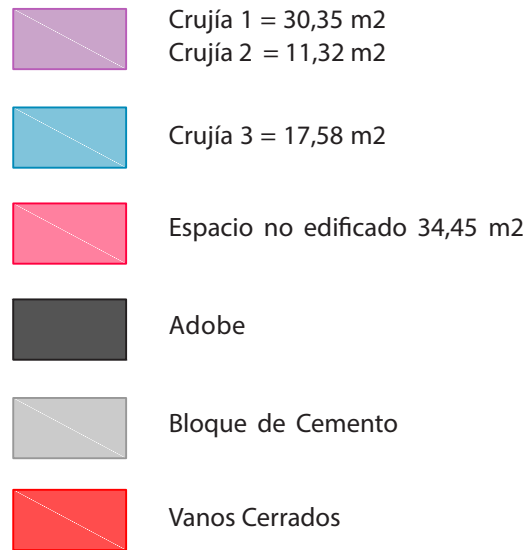 Crujía 1 = 30,35 m2
Crujía 2 = 11,32 m2
Crujía 3 = 17,58 m2
Espacio no edificado 34,45 m2
Adobe
Bloque de Cemento
Vanos Cerrados